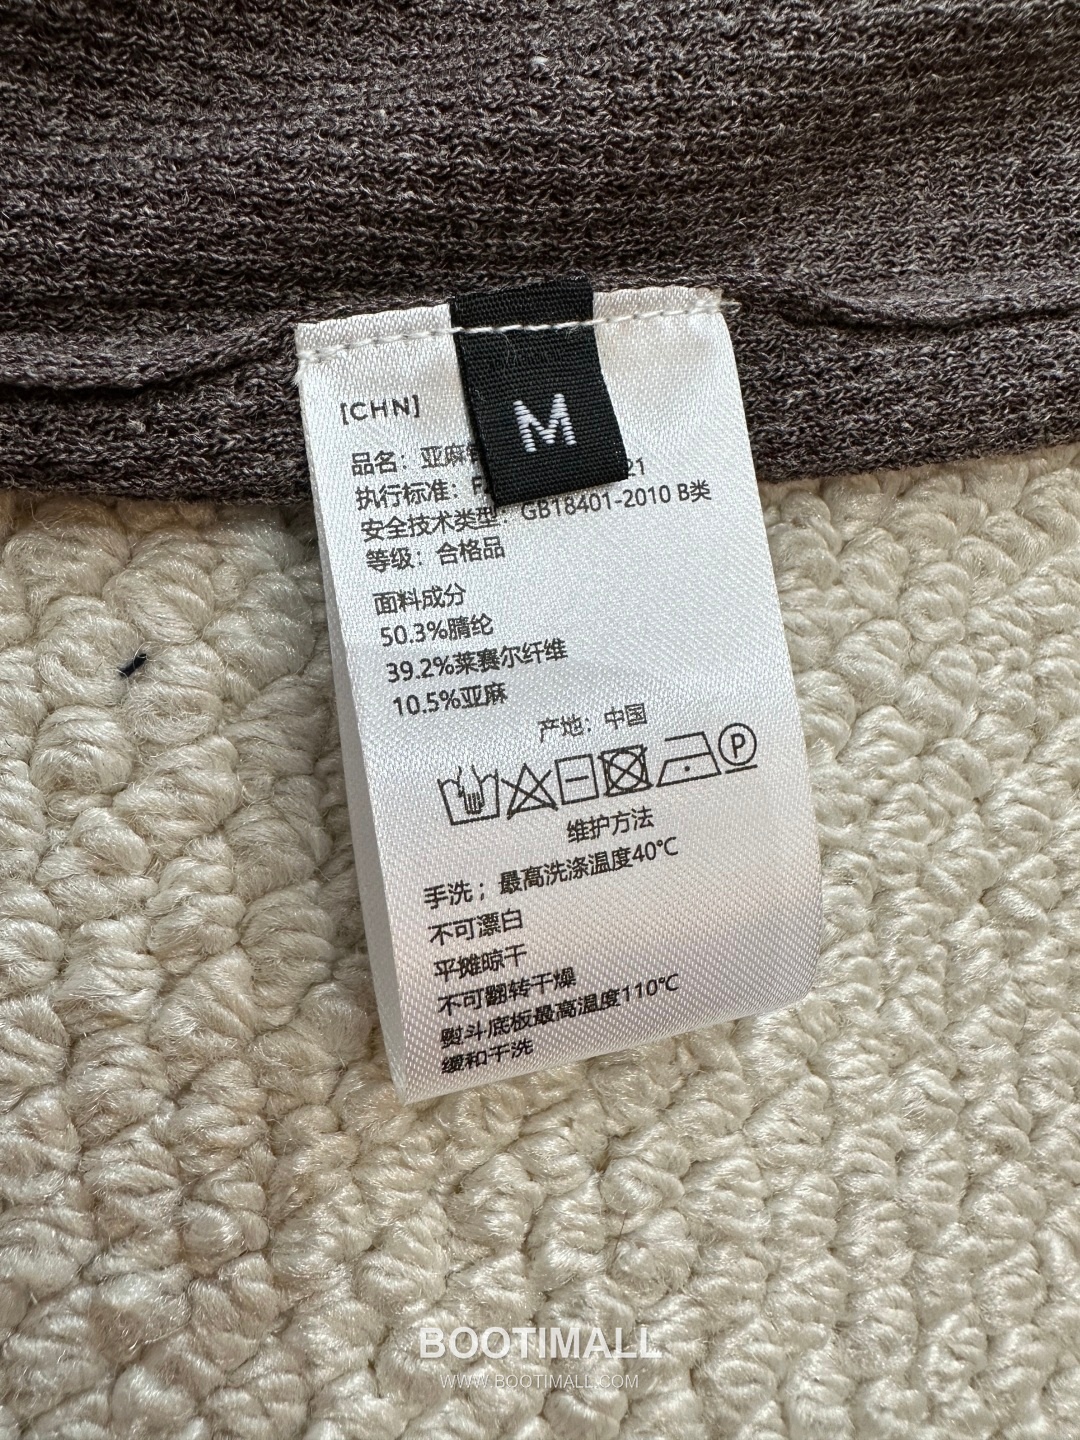 [CHN]
M
品名：亚麻
执行标准：F 21
安全技术类型：GB18401-2010 B类
等级：合格品
面料成分
50.3%腈纶
39.2%莱赛尔纤维
10.5%亚麻
产地：中国
P
维护方法
手洗；最高洗涤温度40℃
不可漂白
平摊晾干
不可翻转干燥
熨斗底板最高温度110℃
缓和干洗
BOOTIMALL
WWW.BOOTIMALL.COM